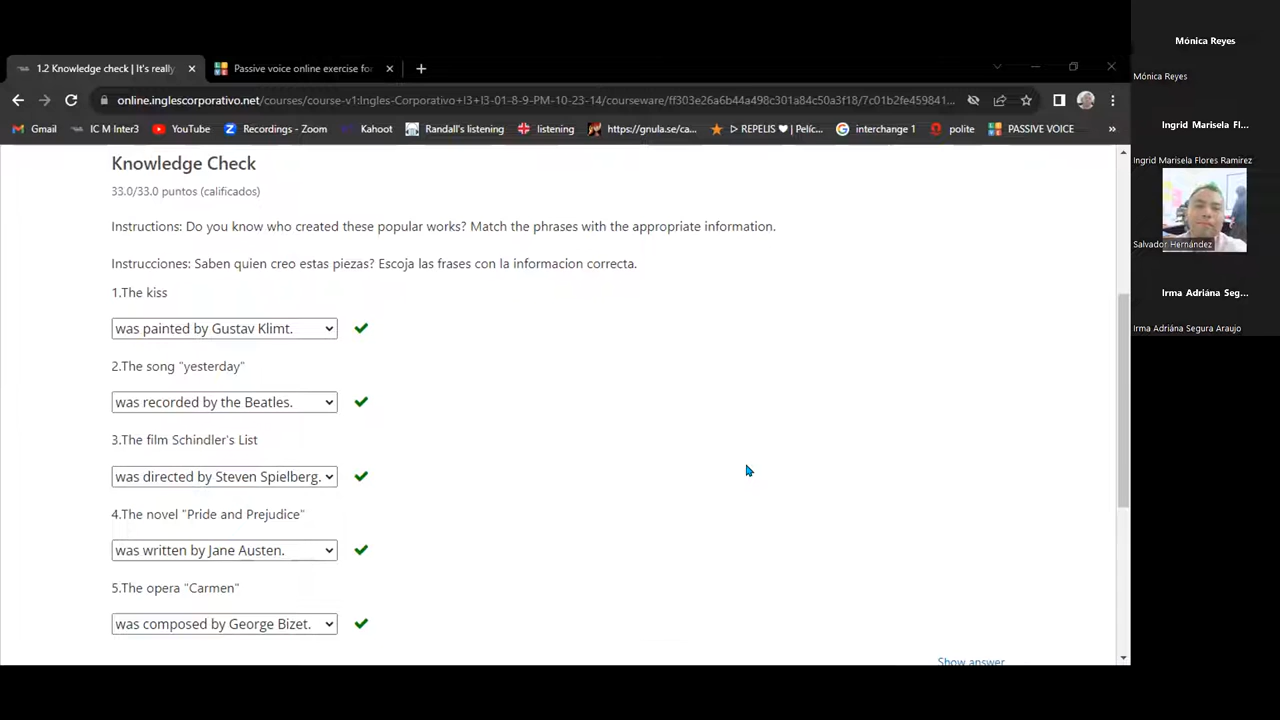 1.2 Knowledge check | It's really
Passive voice online exercise fo
online.inglescorporativo.net/courses/course-v1:Ingles-Corporativo+I3+I3-01-8-9-PM-10-23-14/courseware/ff303e26a6b44a498c301a84c50a3f18/7c01b2fe459841...
Gmail
IC M Inter3
YouTube
Recordings - Zoom
Kahoot
Randall's listening
listening
https://gnula.se/ca...
▷ REPELIS ♥ | Pelíc...
interchange 1
polite
PASSIVE VOICE
»
Knowledge Check
33.0/33.0 puntos (calificados)
Instructions: Do you know who created these popular works? Match the phrases with the appropriate information.
Instrucciones: Saben quien creo estas piezas? Escoja las frases con la informacion correcta.
1.The kiss
was painted by Gustav Klimt.
2.The song "yesterday"
was recorded by the Beatles.
3.The film Schindler's List
was directed by Steven Spielberg.
4.The novel "Pride and Prejudice"
was written by Jane Austen.
5.The opera "Carmen"
was composed by George Bizet.
Show answer
Mónica Reyes
Mónica Reyes
Ingrid Marisela Fl...
Ingrid Marisela Flores Ramirez
Salvador Hernández
Irma Adriána Seg...
Irma Adriána Segura Araujo